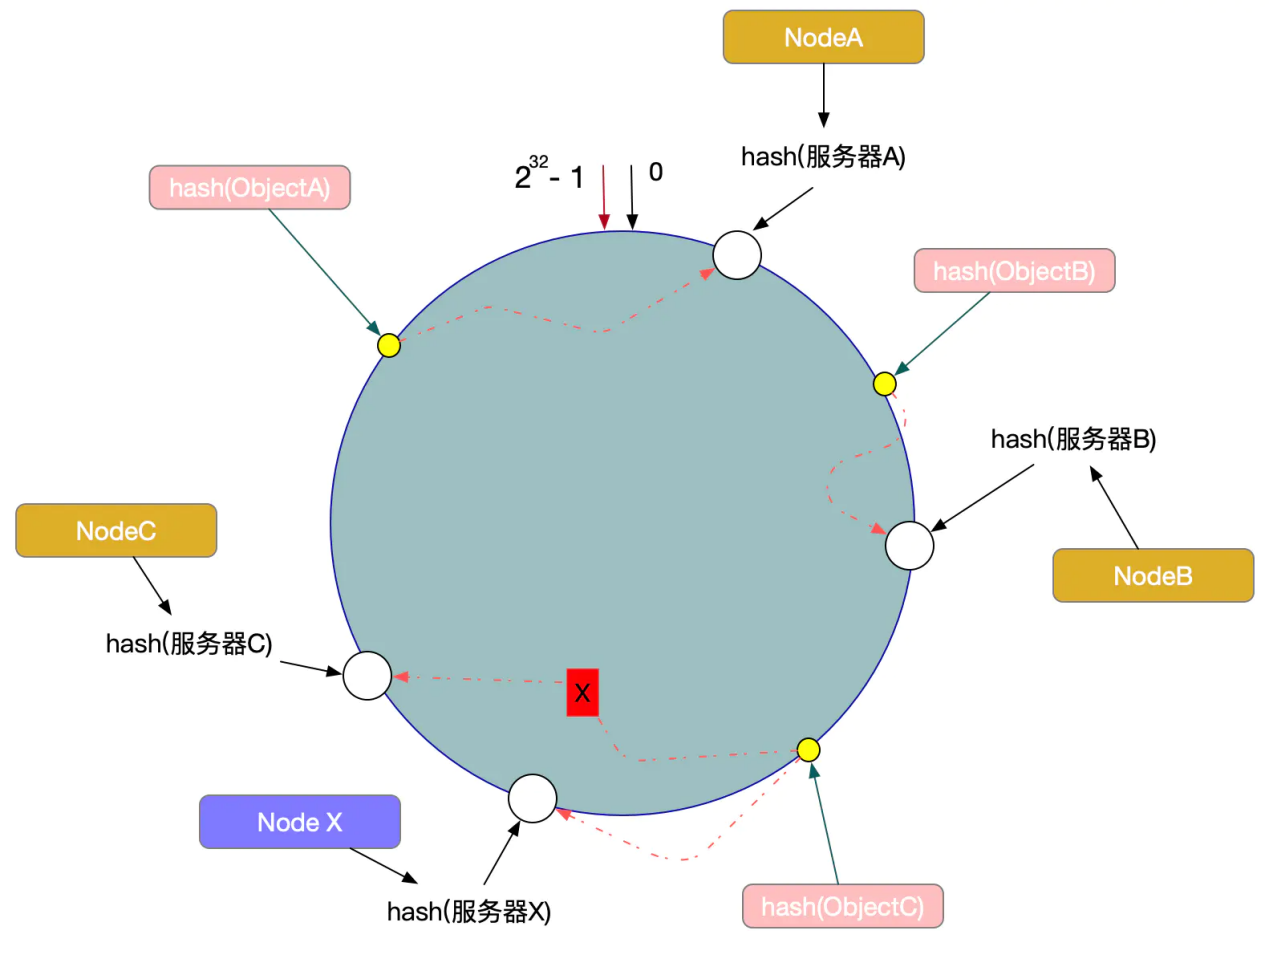 NodeA
hash(服务器A)
2³²- 1
0
hash(ObjectA)
hash(ObjectB)
hash(服务器B)
NodeC
NodeB
hash(服务器C)
X
Node X
hash(ObjectC)
hash(服务器X)